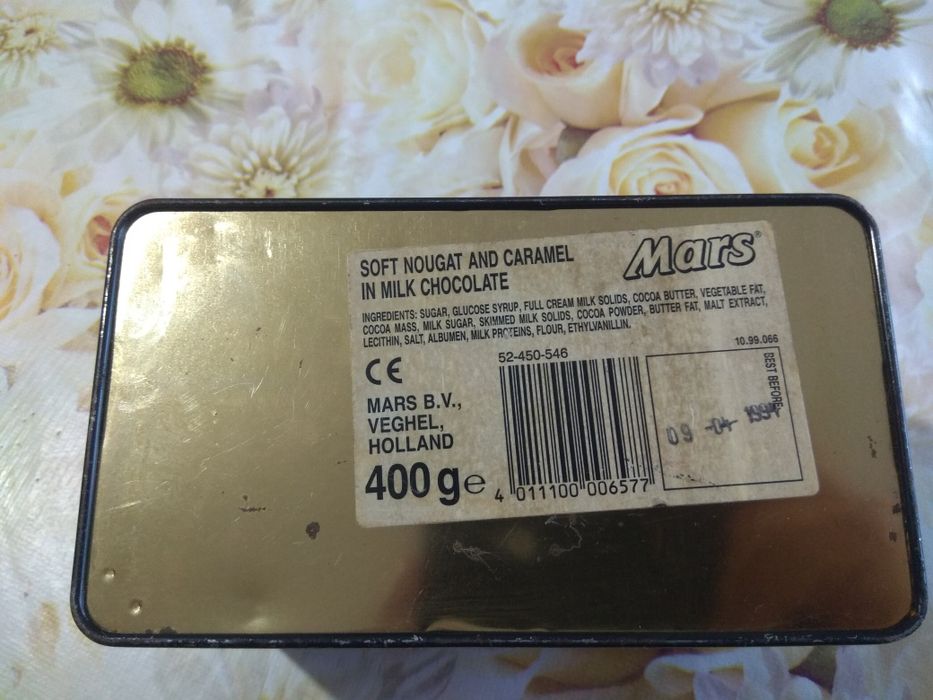 SOFT NOUGAT AND CARAMEL
IN MILK CHOCOLATE
Mars®
INGREDIENTS: SUGAR, GLUCOSE SYRUP, FULL CREAM MILK SOLIDS, COCOA BUTTER, VEGETABLE FAT,
COCOA MASS, MILK SUGAR, SKIMMED MILK SOLIDS, COCOA POWDER, BUTTER FAT, MALT EXTRACT,
LECITHIN, SALT, ALBUMEN, MILK PROTEINS, FLOUR, ETHYLVANILLIN.
10.99.066
CE
52-450-546
BEST BEFORE
MARS B.V.,
VEGHEL,
HOLLAND
09 -04- 1994
400 g e
4 011100 006577